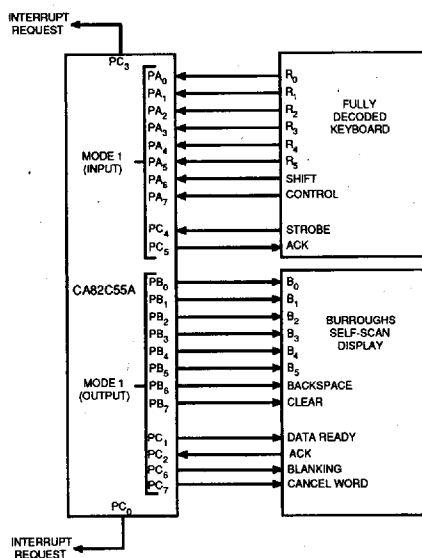 INTERRUPT
REQUEST
PC3
PA0 R0
PA1 R1
PA2 R2
PA3 R3
PA4 R4
PA5 R5
PA6 SHIFT
PA7 CONTROL
PC4 STROBE
PC5 ACK
MODE 1
(INPUT)
FULLY
DECODED
KEYBOARD
CA82C55A
PB0 B0
PB1 B1
PB2 B2
PB3 B3
PB4 B4
PB5 B5
PB6 BACKSPACE
PB7 CLEAR
PC1 DATA READY
PC2 ACK
PC6 BLANKING
PC7 CANCEL WORD
MODE 1
(OUTPUT)
BURROUGHS
SELF-SCAN
DISPLAY
PC0
INTERRUPT
REQUEST